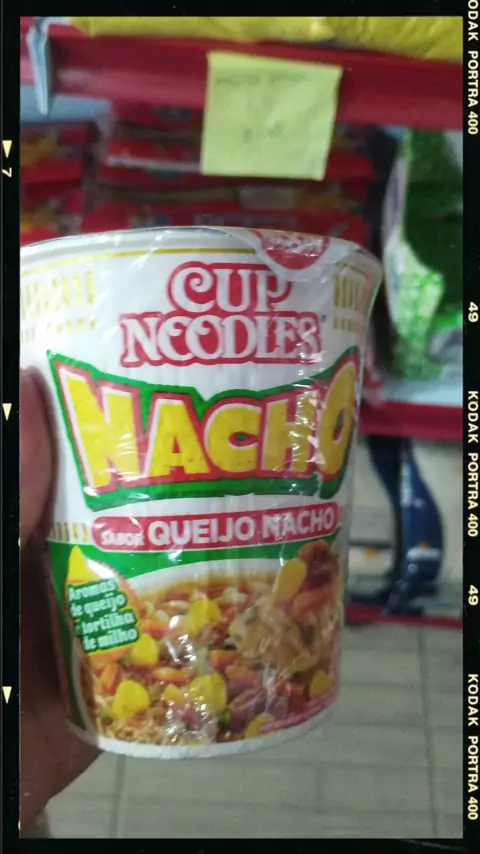 CUP
NOODLES
NACHO
SABOR QUEIJO NACHO
Aromas
de queijo
e tortilha
de milho
KODAK PORTRA 400
49
KODAK PORTRA 400
49
KODAK PORTRA 400
7